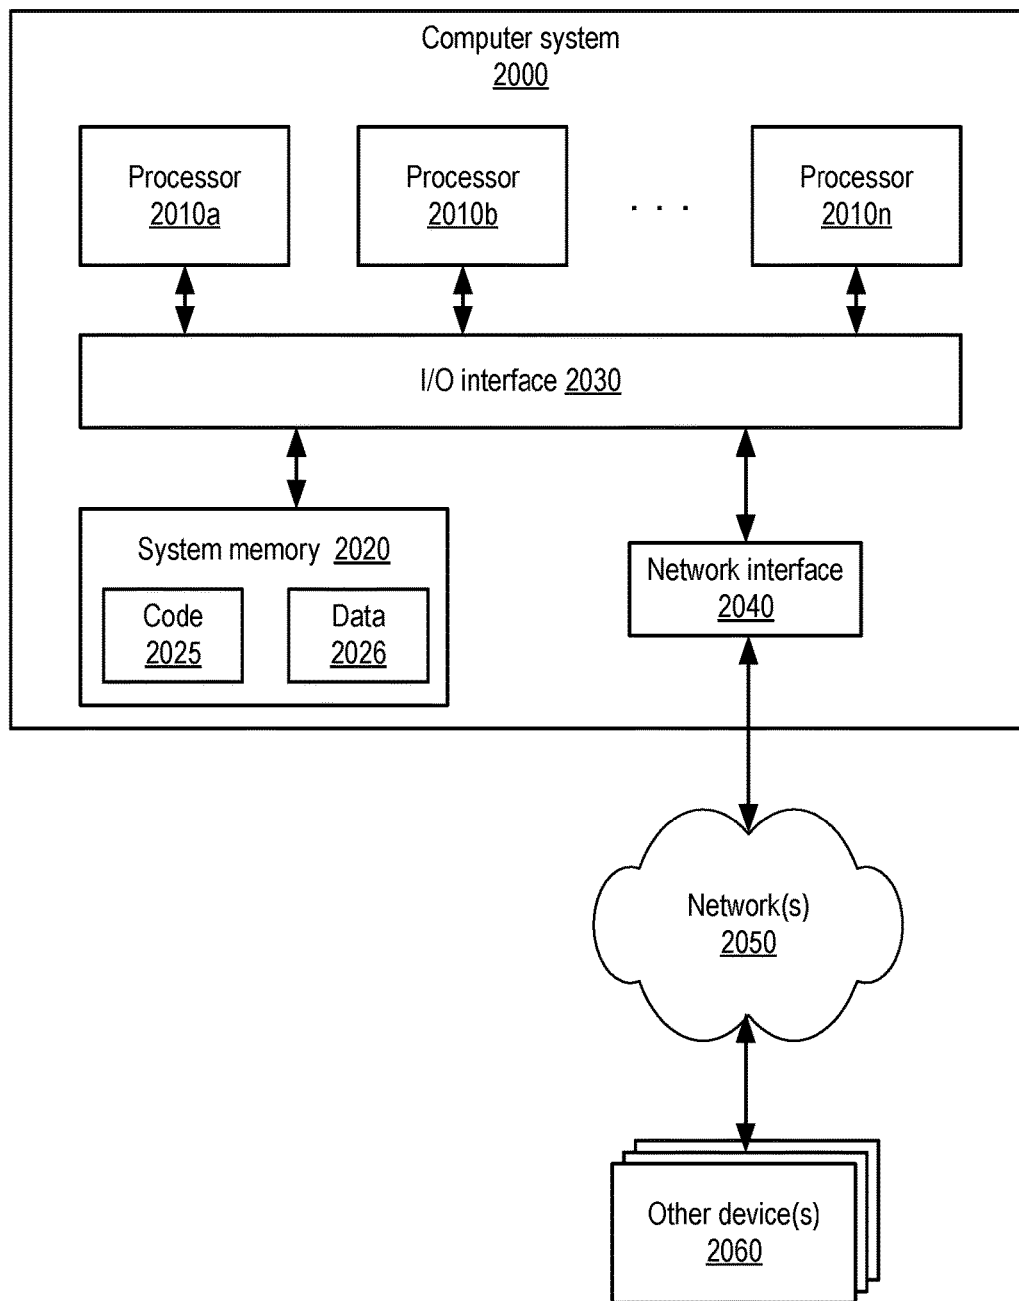 Computer system
2000
Processor
2010a
Processor
2010b
. . .
Processor
2010n
I/O interface 2030
System memory 2020
Code
2025
Data
2026
Network interface
2040
Network(s)
2050
Other device(s)
2060